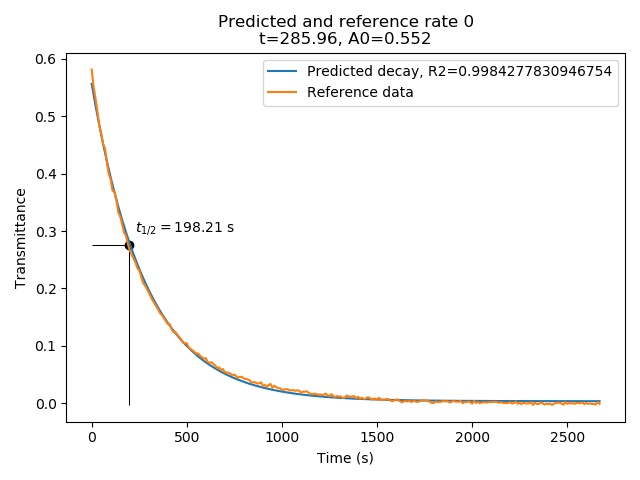 Predicted and reference rate 0
t=285.96, A0=0.552
Predicted decay, R2=0.9984277830946754
Reference data
0.6
0.5
0.4
0.3
0.2
0.1
0.0
Transmittance
t1/2 = 198.21 s
0 500 1000 1500 2000 2500
Time (s)